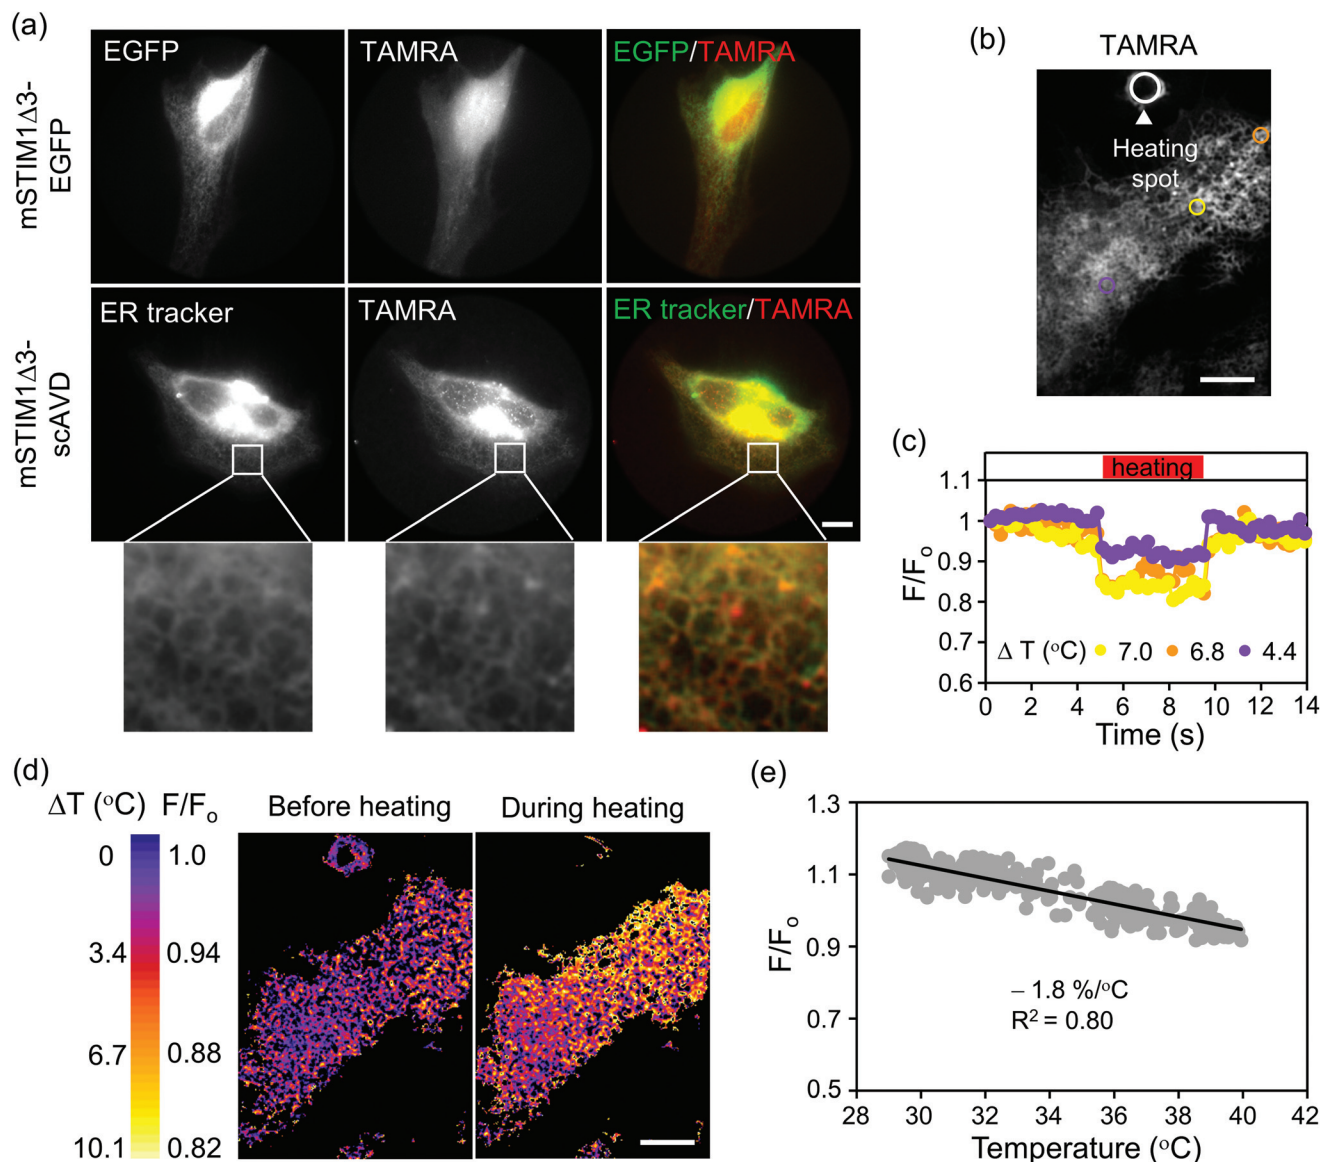 (a)
mSTIM1Δ3-
EGFP
EGFP
TAMRA
EGFP/TAMRA
mSTIM1Δ3-
scAVD
ER tracker
TAMRA
ER tracker/TAMRA
(b)
TAMRA
Heating
spot
(c)
heating
F/Fo
1.1
1
0.9
0.8
0.7
0.6
Δ T (°C) 7.0 6.8 4.4
0 2 4 6 8 10 12 14
Time (s)
(d)
ΔT (°C) F/Fo
Before heating
During heating
0 1.0
3.4 0.94
6.7 0.88
10.1 0.82
(e)
F/Fo
1.3
1.1
0.9
0.7
0.5
– 1.8 %/°C
R² = 0.80
28 30 32 34 36 38 40 42
Temperature (°C)